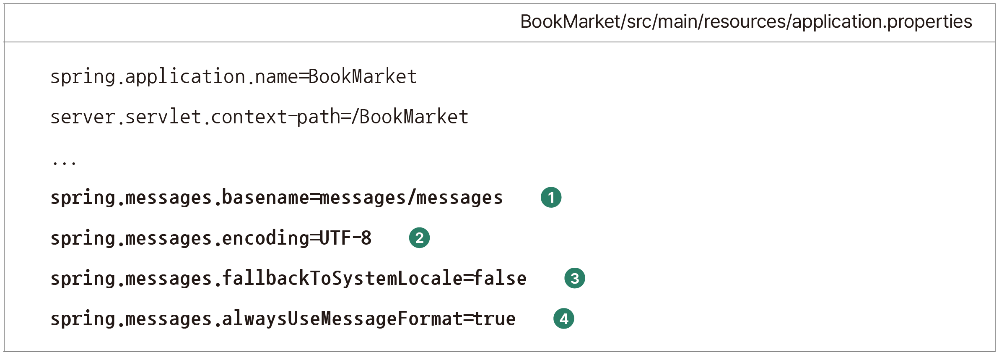 BookMarket/src/main/resources/application.properties
spring.application.name=BookMarket
server.servlet.context-path=/BookMarket
...
spring.messages.basename=messages/messages 1
spring.messages.encoding=UTF-8 2
spring.messages.fallbackToSystemLocale=false 3
spring.messages.alwaysUseMessageFormat=true 4